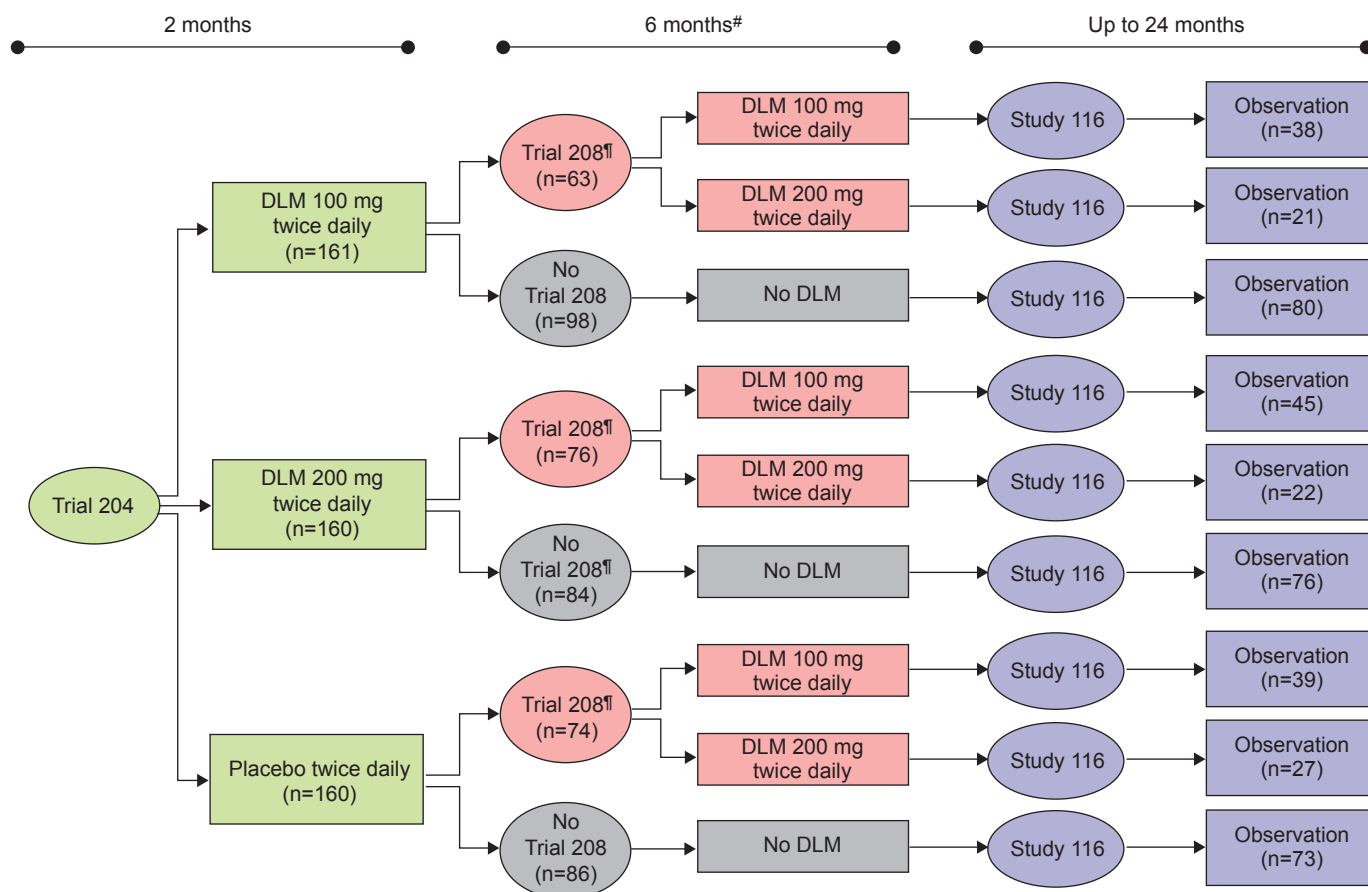 2 months
6 months#
Up to 24 months
Trial 204
DLM 100 mg
twice daily
(n=161)
Trial 208¶
(n=63)
DLM 100 mg
twice daily
Study 116
Observation
(n=38)
DLM 200 mg
twice daily
Study 116
Observation
(n=21)
No
Trial 208
(n=98)
No DLM
Study 116
Observation
(n=80)
DLM 200 mg
twice daily
(n=160)
Trial 208¶
(n=76)
DLM 100 mg
twice daily
Study 116
Observation
(n=45)
DLM 200 mg
twice daily
Study 116
Observation
(n=22)
No
Trial 208¶
(n=84)
No DLM
Study 116
Observation
(n=76)
Placebo twice daily
(n=160)
Trial 208¶
(n=74)
DLM 100 mg
twice daily
Study 116
Observation
(n=39)
DLM 200 mg
twice daily
Study 116
Observation
(n=27)
No
Trial 208
(n=86)
No DLM
Study 116
Observation
(n=73)